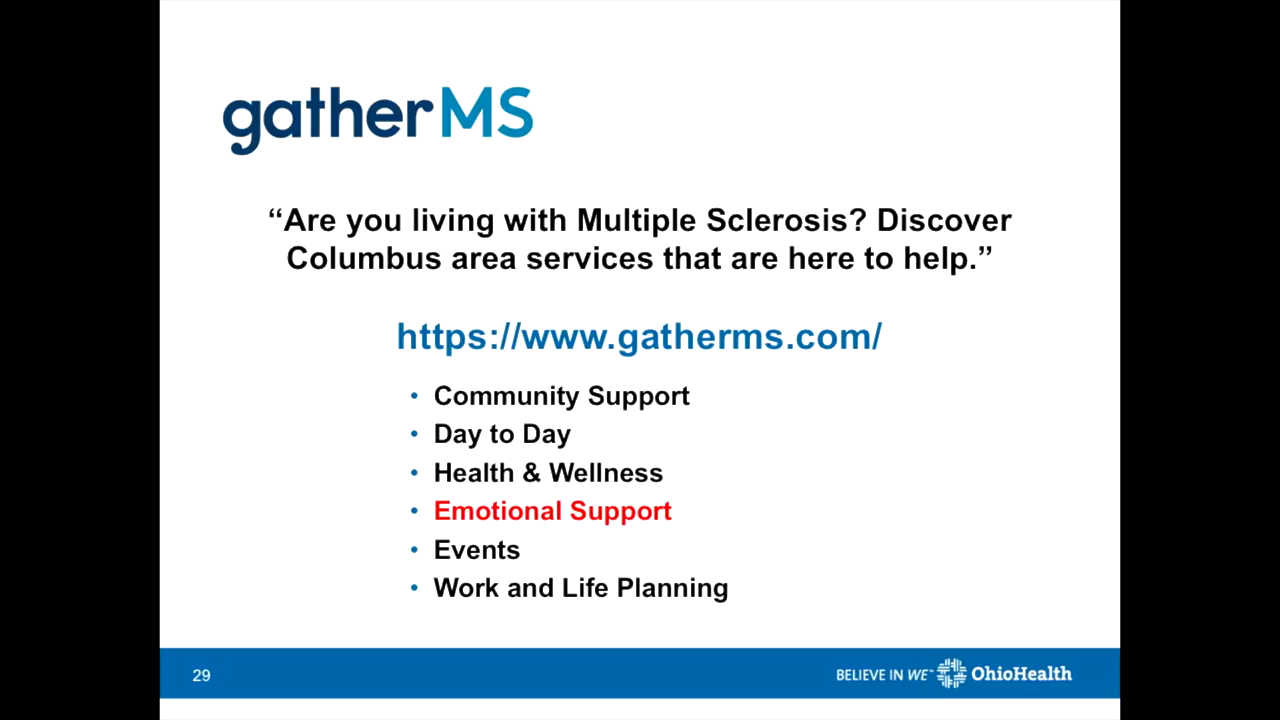 gatherMS
“Are you living with Multiple Sclerosis? Discover
Columbus area services that are here to help.”
https://www.gatherms.com/
• Community Support
• Day to Day
• Health & Wellness
• Emotional Support
• Events
• Work and Life Planning
29
BELIEVE IN WE℠ OhioHealth